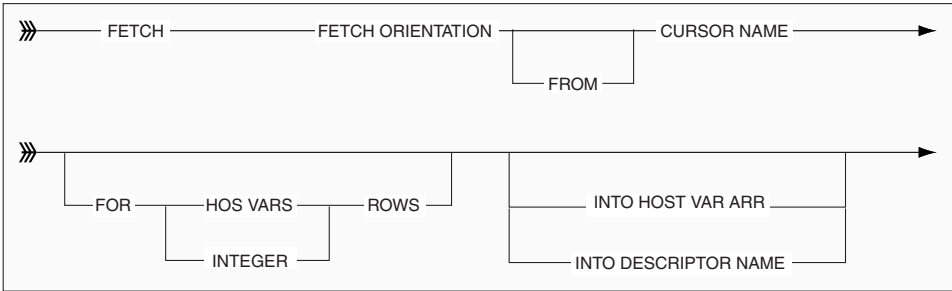 FETCH FETCH ORIENTATION CURSOR NAME
FROM
FOR HOS VARS ROWS INTO HOST VAR ARR
INTEGER INTO DESCRIPTOR NAME